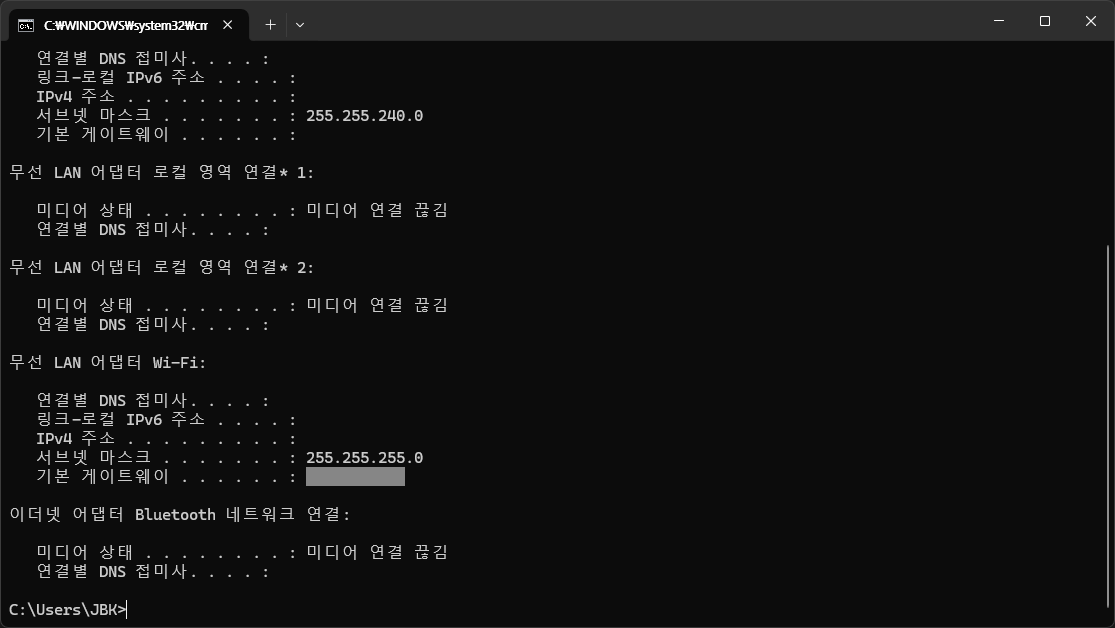 C:₩WINDOWS₩system32₩cm
연결별 DNS 접미사. . . . :
링크-로컬 IPv6 주소 . . . . :
IPv4 주소 . . . . . . . . . :
서브넷 마스크 . . . . . . . : 255.255.240.0
기본 게이트웨이 . . . . . . :
무선 LAN 어댑터 로컬 영역 연결* 1:
미디어 상태 . . . . . . . . : 미디어 연결 끊김
연결별 DNS 접미사. . . . :
무선 LAN 어댑터 로컬 영역 연결* 2:
미디어 상태 . . . . . . . . : 미디어 연결 끊김
연결별 DNS 접미사. . . . :
무선 LAN 어댑터 Wi-Fi:
연결별 DNS 접미사. . . . :
링크-로컬 IPv6 주소 . . . . :
IPv4 주소 . . . . . . . . . :
서브넷 마스크 . . . . . . . : 255.255.255.0
기본 게이트웨이 . . . . . . :
이더넷 어댑터 Bluetooth 네트워크 연결:
미디어 상태 . . . . . . . . : 미디어 연결 끊김
연결별 DNS 접미사. . . . :
C:\Users\JBK>